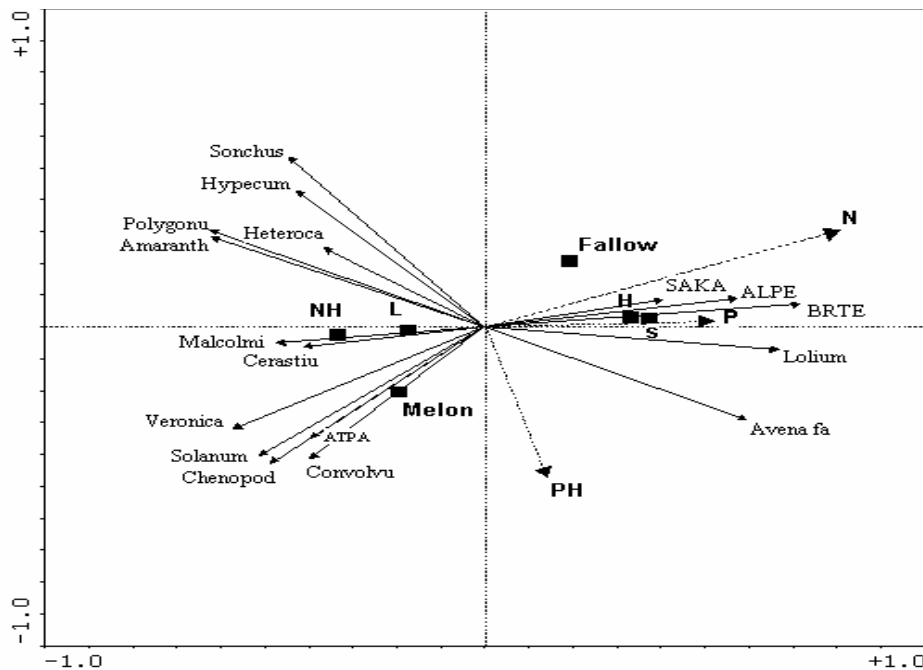 +1.0
Sonchus
Hypecum
Polygonu
Heteroca
Amaranth
N
Fallow
SAKA
ALPE
H
BRTE
NH
L
P
S
Malcolmi
Cerastiu
Lolium
Melon
Veronica
ATPA
Avena fa
Solanum
Chenopod
Convolvu
PH
-1.0
-1.0
+1.0